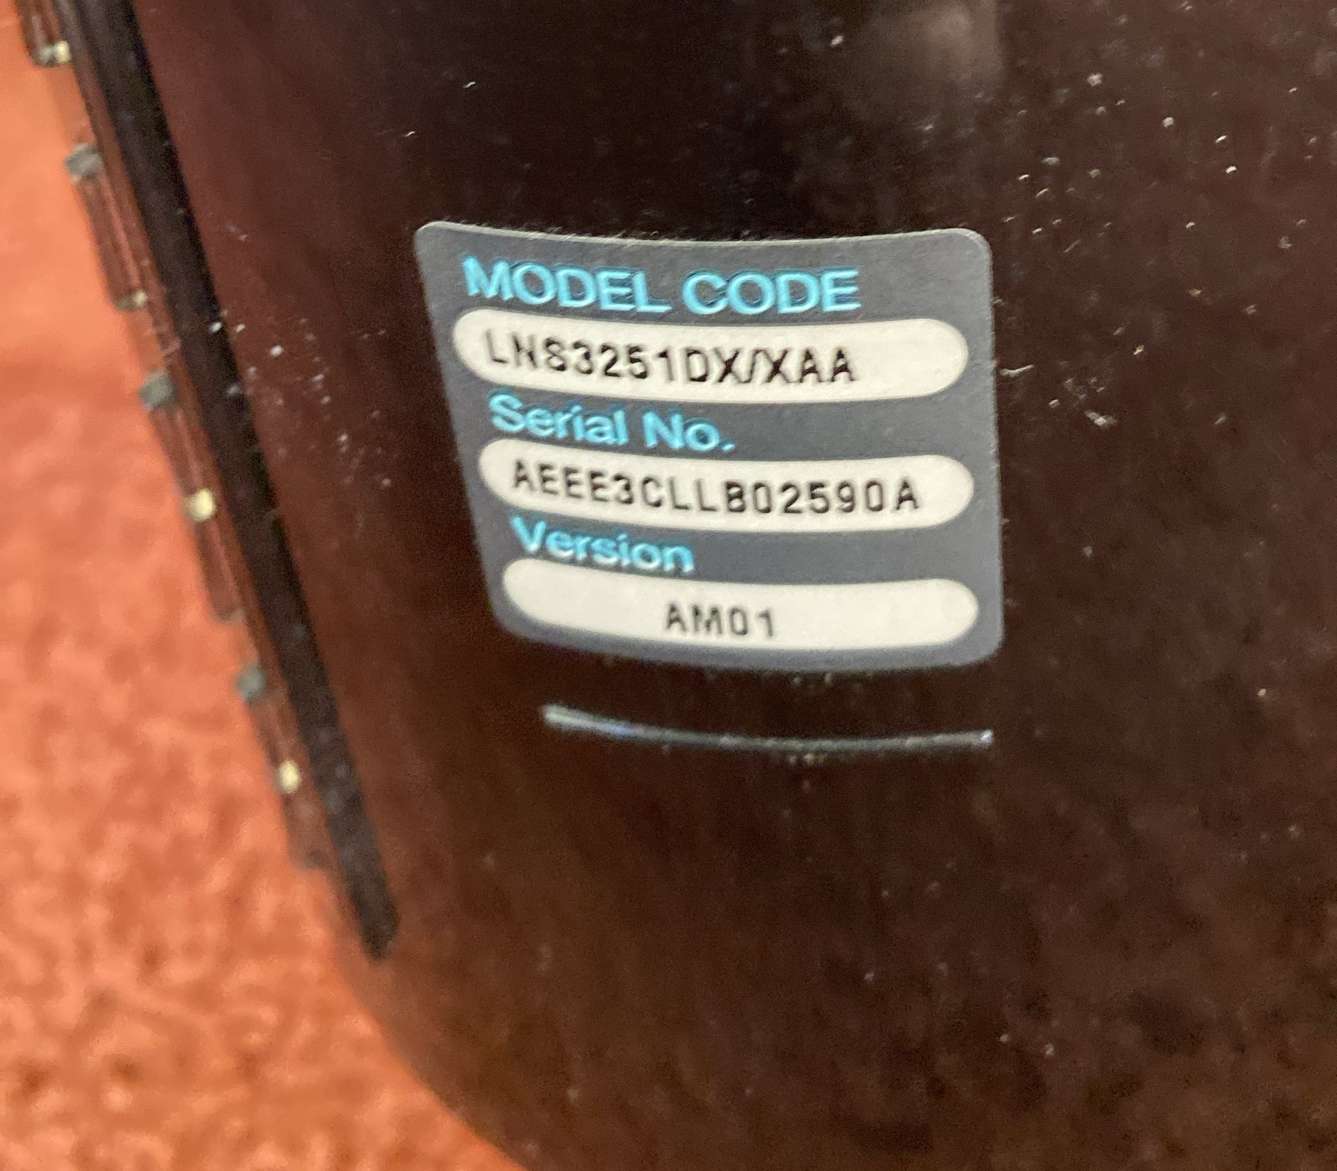 MODEL CODE
LNS3251DX/XAA
Serial No.
AEEE3CLLB02590A
Version
AM01